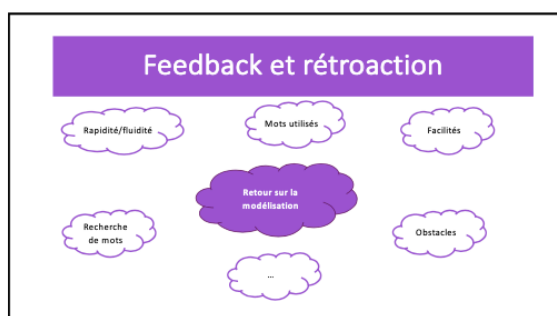 Feedback et rétroaction
Rapidité/fluidité
Mots utilisés
Facilités
Retour sur la
modélisation
Recherche
de mots
Obstacles
...